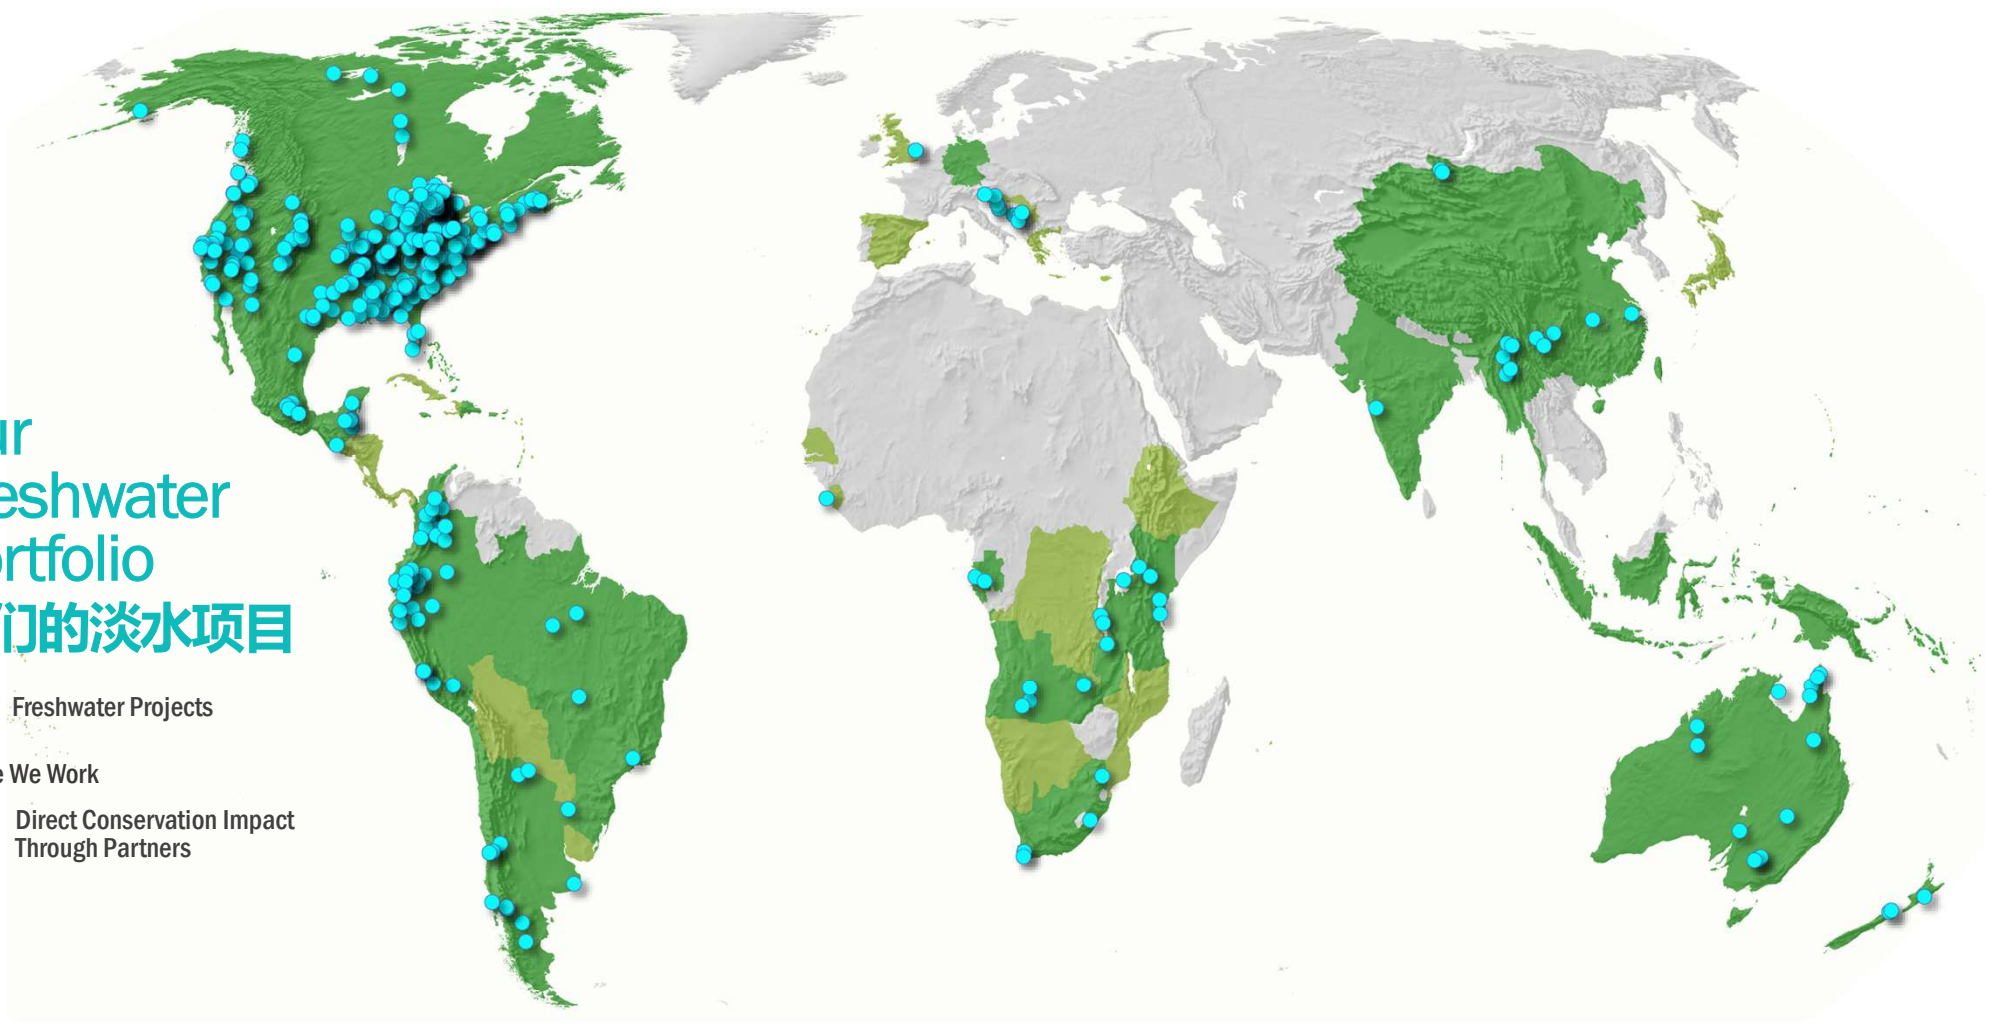 ur
eshwater
rtfolio
们的淡水项目
Freshwater Projects
e We Work
Direct Conservation Impact
Through Partners